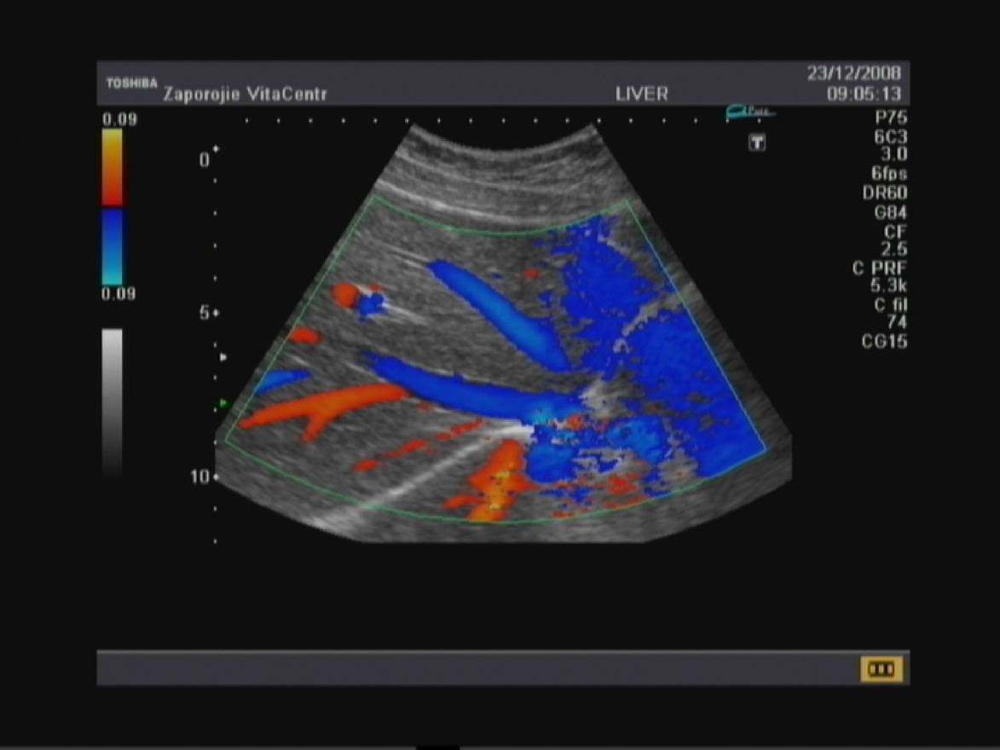 TOSHIBA
Zaporojie VitaCentr
LIVER
23/12/2008
09:05:13
0.09
0.09
0
5
10
APure
T
P75
6C3
3.0
6fps
DR60
G84
CF
2.5
C PRF
5.3k
C fil
74
CG15